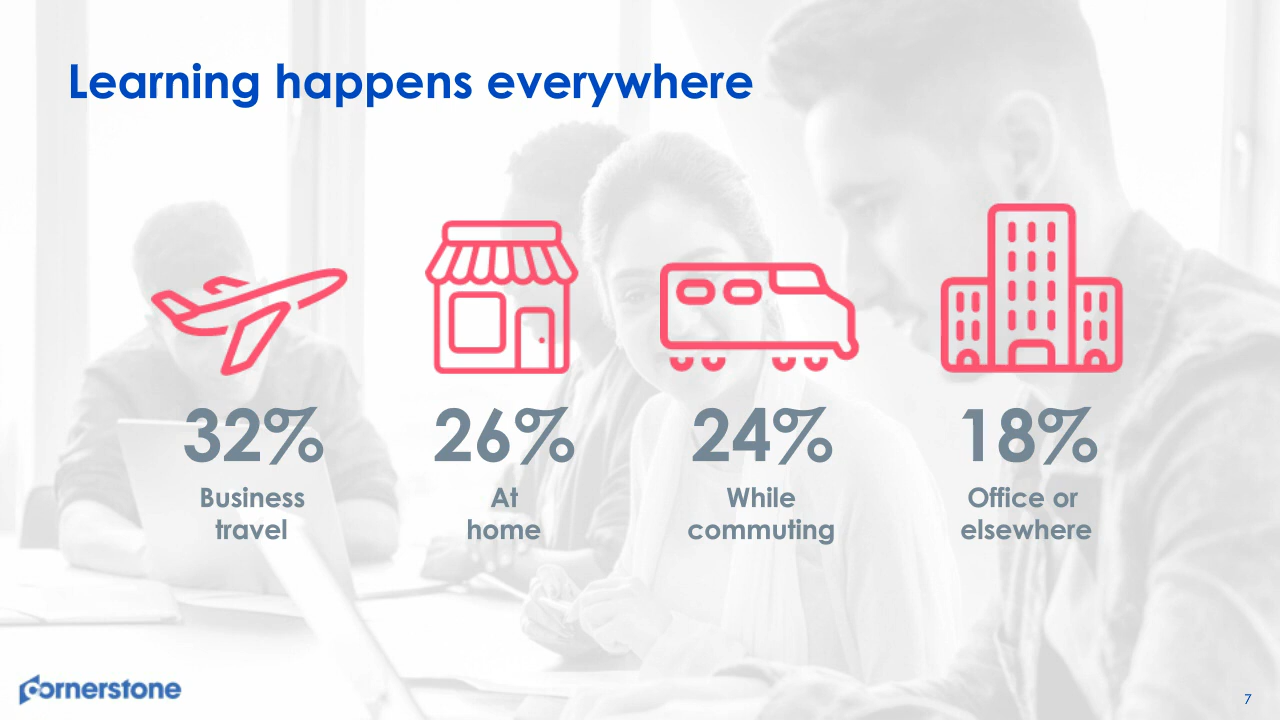 Learning happens everywhere
32%
Business
travel
26%
At
home
24%
While
commuting
18%
Office or
elsewhere
cornerstone
7